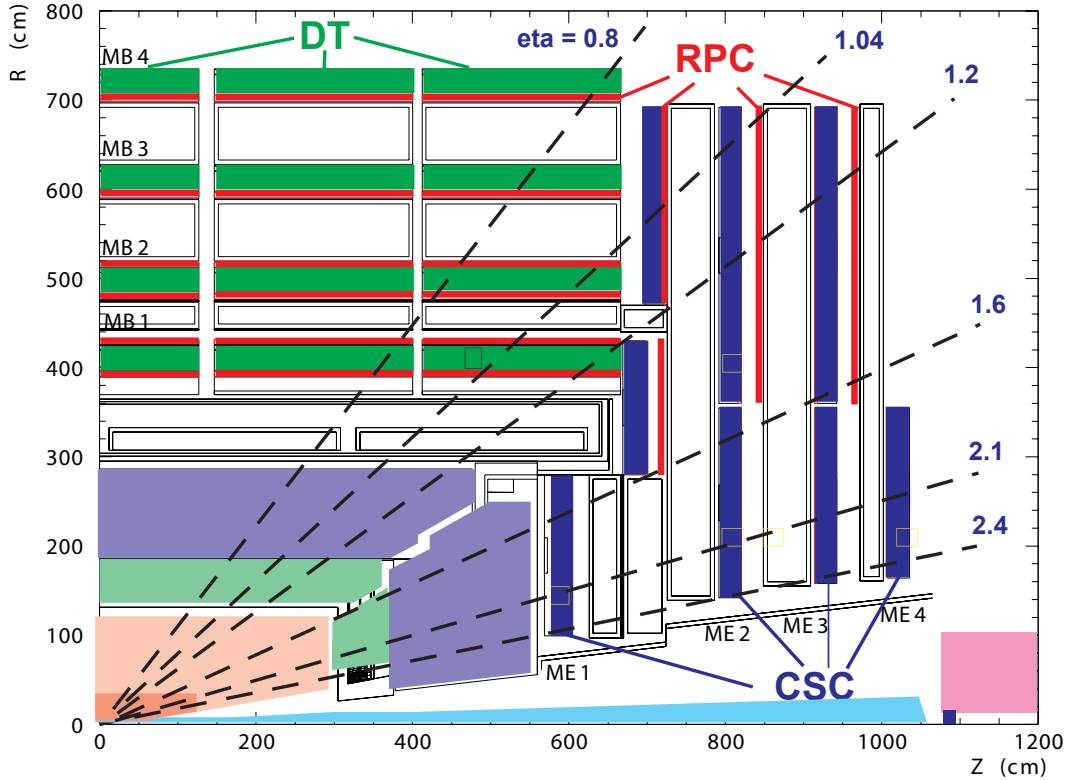 R (cm)
800
700
600
500
400
300
200
100
0
MB 4
MB 3
MB 2
MB 1
DT
eta = 0.8
1.04
1.2
RPC
1.6
2.1
2.4
ME 1
ME 2
ME 3
ME 4
CSC
0
200
400
600
800
1000
1200
Z (cm)